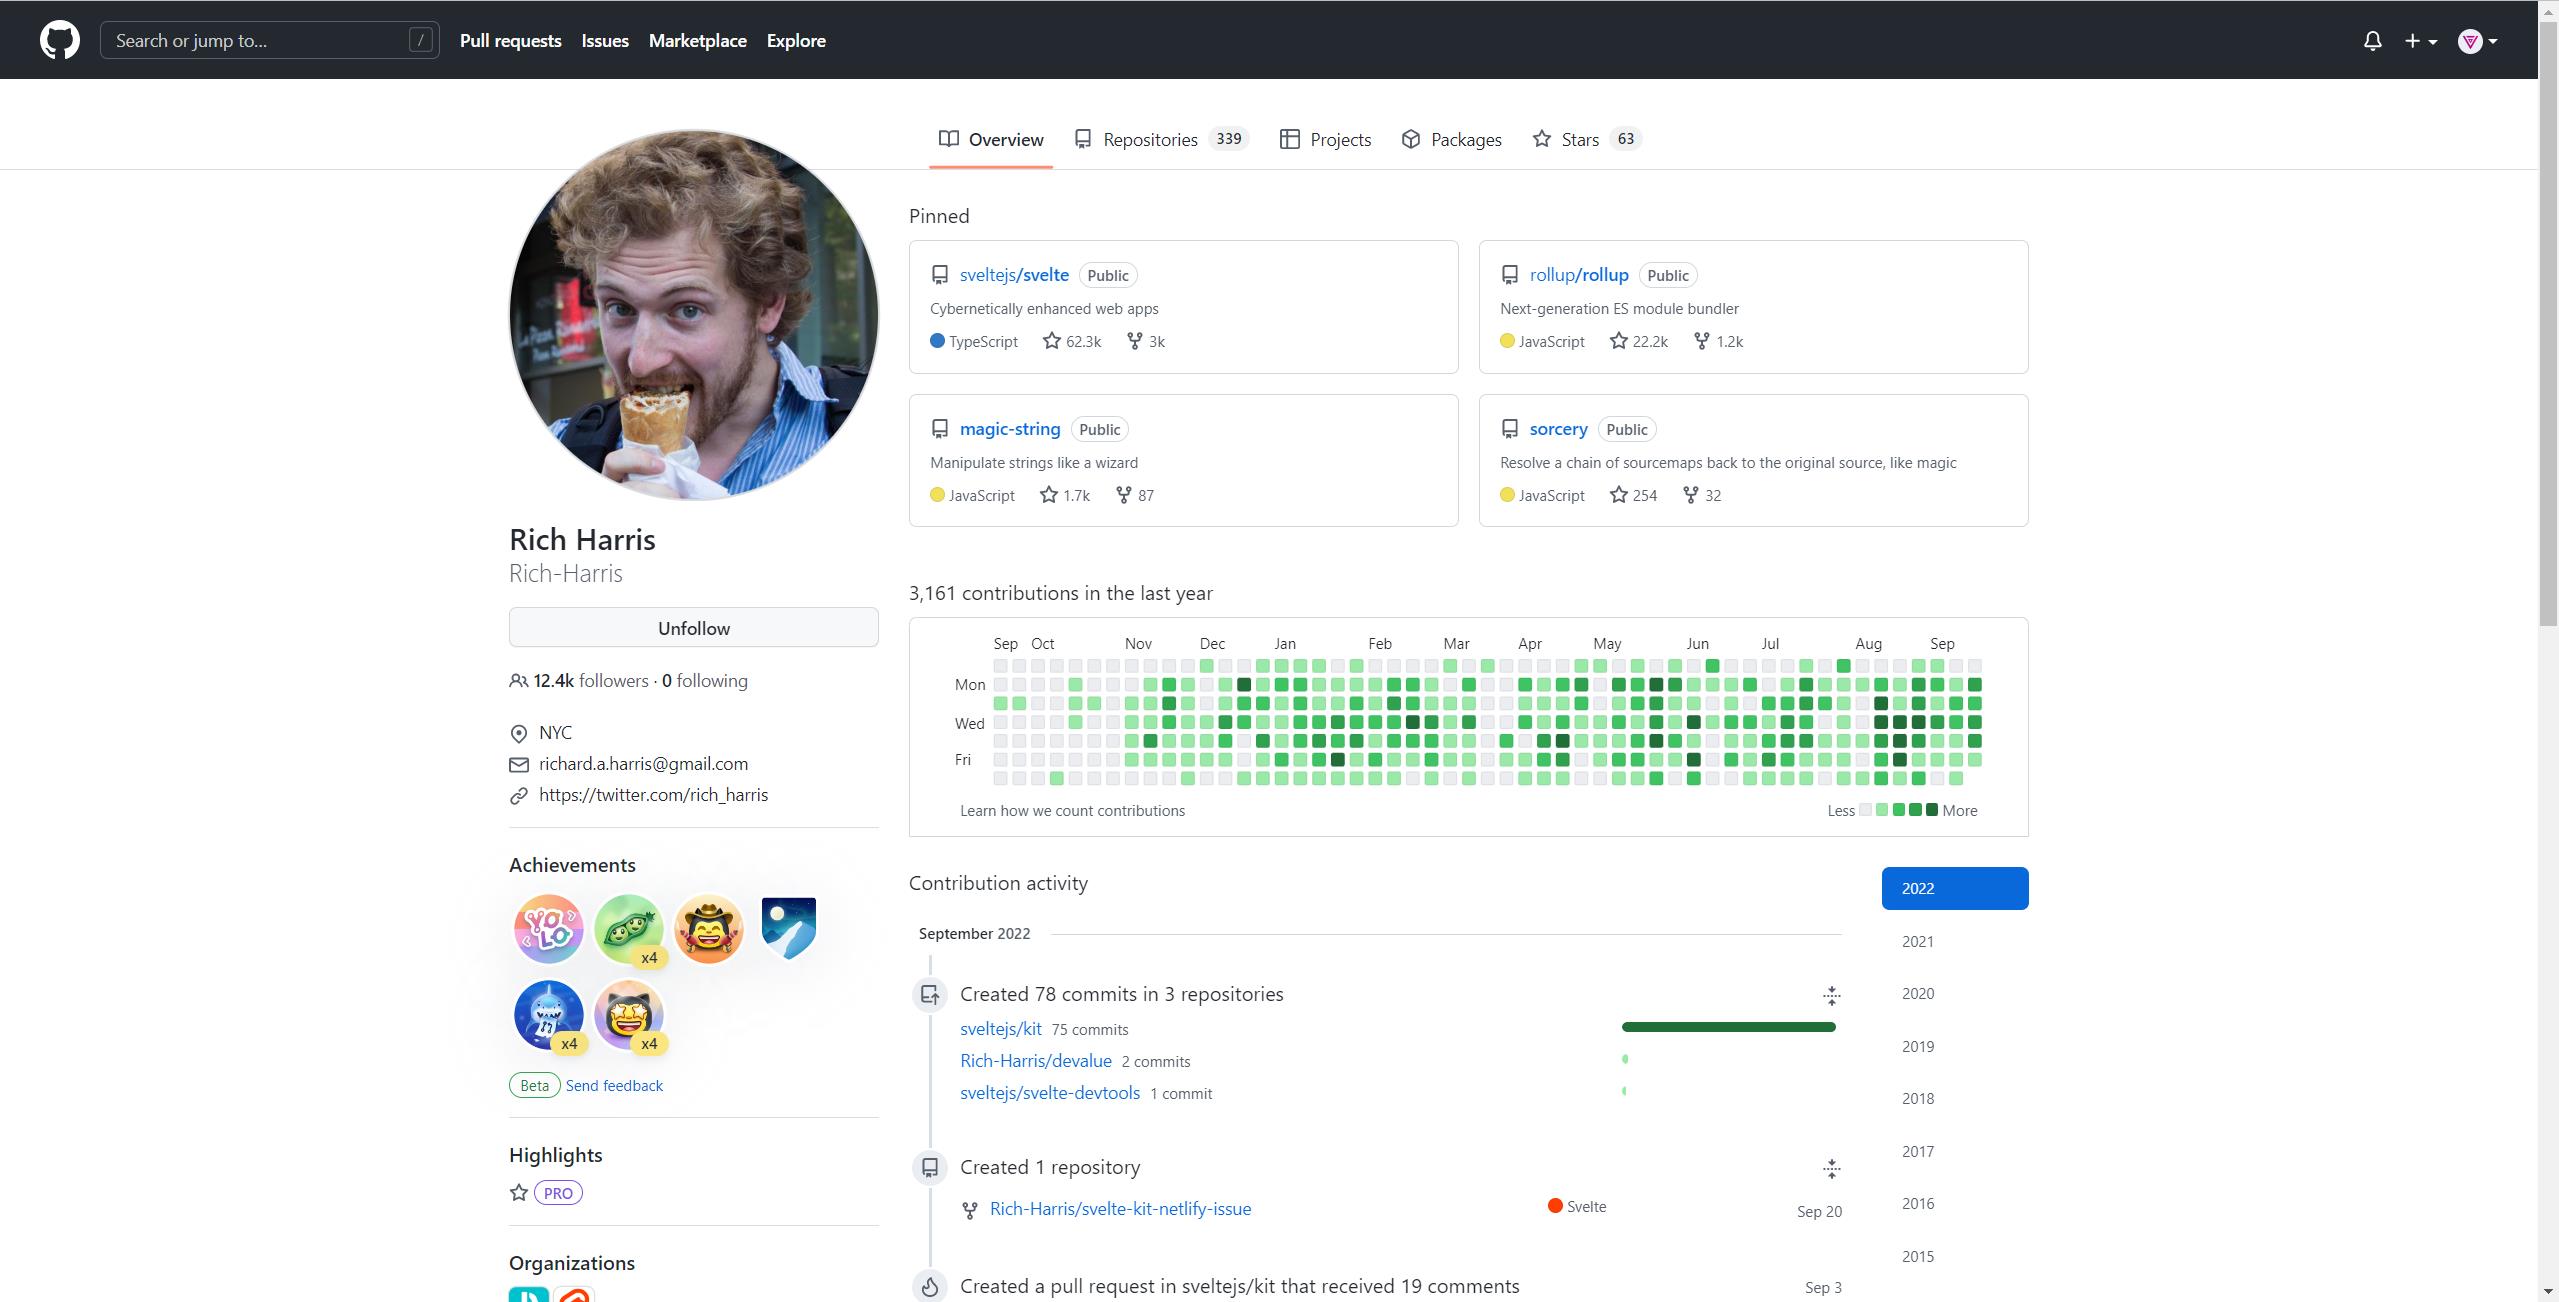 Search or jump to...
/
Pull requests
Issues
Marketplace
Explore
Overview
Repositories 339
Projects
Packages
Stars 63
Rich Harris
Rich-Harris
Unfollow
12.4k followers · 0 following
NYC
richard.a.harris@gmail.com
https://twitter.com/rich_harris
Achievements
YOLO
x4
x4
x4
Beta Send feedback
Highlights
PRO
Organizations
Pinned
sveltejs/svelte Public
Cybernetically enhanced web apps
TypeScript 62.3k 3k
rollup/rollup Public
Next-generation ES module bundler
JavaScript 22.2k 1.2k
magic-string Public
Manipulate strings like a wizard
JavaScript 1.7k 87
sorcery Public
Resolve a chain of sourcemaps back to the original source, like magic
JavaScript 254 32
3,161 contributions in the last year
Sep Oct Nov Dec Jan Feb Mar Apr May Jun Jul Aug Sep
Mon
Wed
Fri
Learn how we count contributions
Less More
Contribution activity
September 2022
Created 78 commits in 3 repositories
sveltejs/kit 75 commits
Rich-Harris/devalue 2 commits
sveltejs/svelte-devtools 1 commit
Created 1 repository
Rich-Harris/svelte-kit-netlify-issue Svelte Sep 20
Created a pull request in sveltejs/kit that received 19 comments Sep 3
2022
2021
2020
2019
2018
2017
2016
2015